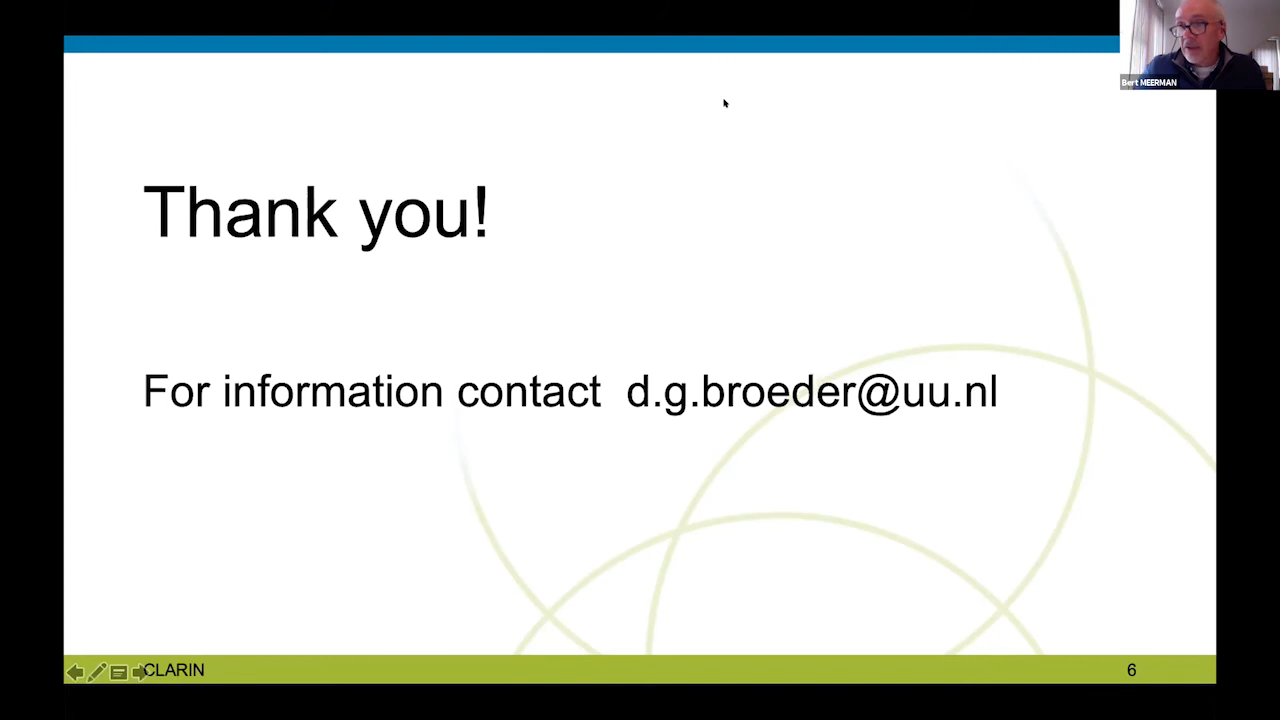 Bert MEERMAN
Thank you!
For information contact d.g.broeder@uu.nl
CLARIN
6